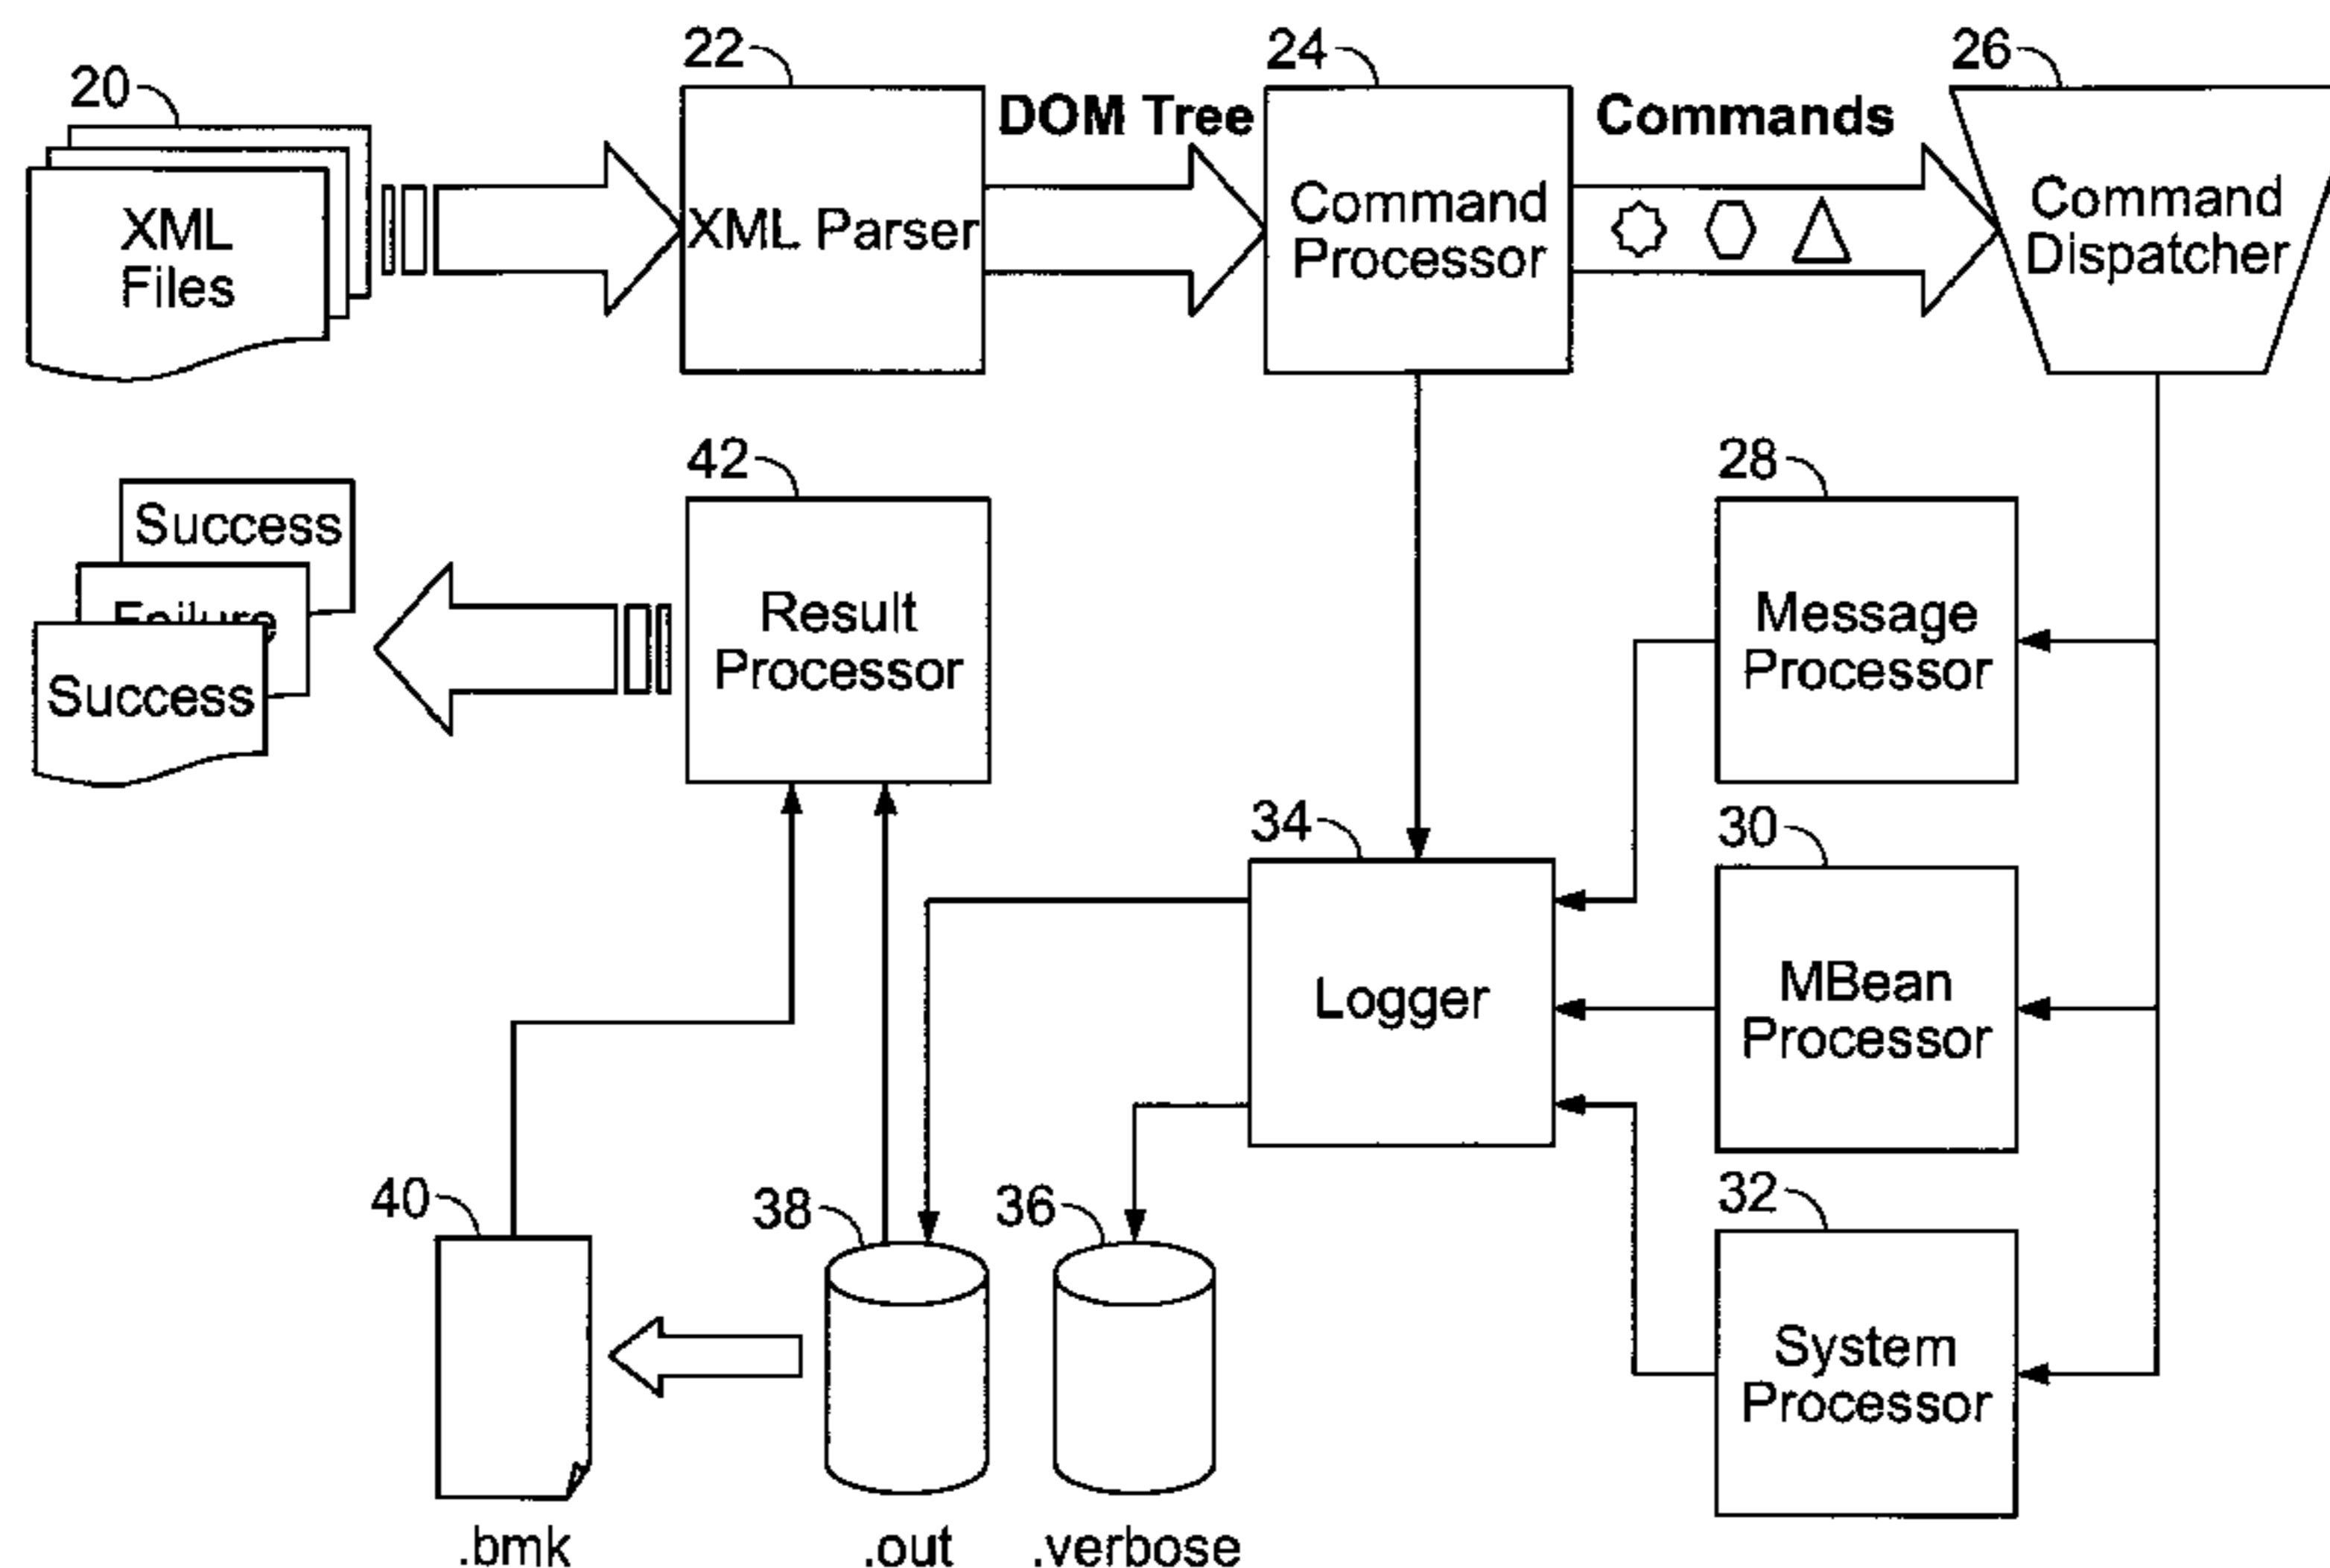 20
22
24
26
XML
Files
XML Parser
DOM Tree
Command
Processor
Commands
Command
Dispatcher
42
28
Success
Failure
Success
Result
Processor
Message
Processor
34
30
Logger
MBean
Processor
40
38
36
32
System
Processor
.bmk
.out
.verbose